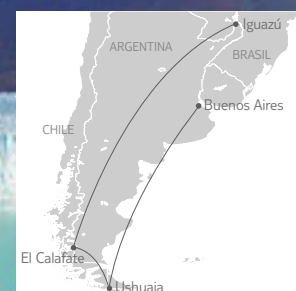 Iguazú
ARGENTINA
BRASIL
Buenos Aires
CHILE
El Calafate
Ushuaia